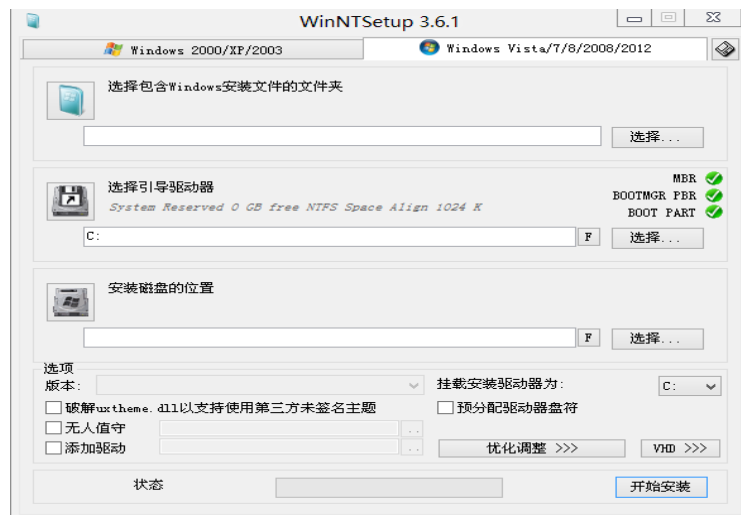 WinNTSetup 3.6.1
Windows 2000/XP/2003
Windows Vista/7/8/2008/2012
选择包含Windows安装文件的文件夹
选择...
选择引导驱动器
System Reserved 0 GB free NTFS Space Align 1024 K
MBR
BOOTMGR PBR
BOOT PART
C:
F
选择...
安装磁盘的位置
F
选择...
选项
版本:
挂载安装驱动器为:
C:
破解uxtheme.dll以支持使用第三方未签名主题
预分配驱动器盘符
无人值守
..
添加驱动
..
优化调整 >>>
VHD >>>
状态
开始安装